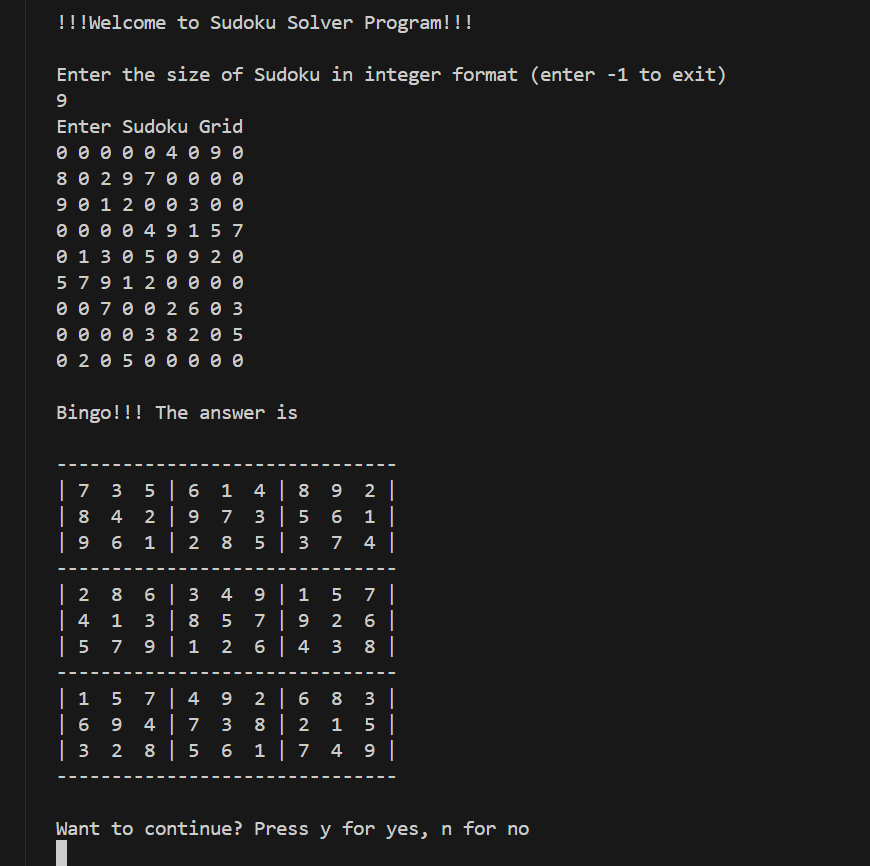 !!!Welcome to Sudoku Solver Program!!!
Enter the size of Sudoku in integer format (enter -1 to exit)
9
Enter Sudoku Grid
0 0 0 0 0 4 0 9 0
8 0 2 9 7 0 0 0 0
9 0 1 2 0 0 3 0 0
0 0 0 0 4 9 1 5 7
0 1 3 0 5 0 9 2 0
5 7 9 1 2 0 0 0 0
0 0 7 0 0 2 6 0 3
0 0 0 0 3 8 2 0 5
0 2 0 5 0 0 0 0 0
Bingo!!! The answer is
-------------------------------
| 7  3  5 | 6  1  4 | 8  9  2 |
| 8  4  2 | 9  7  3 | 5  6  1 |
| 9  6  1 | 2  8  5 | 3  7  4 |
-------------------------------
| 2  8  6 | 3  4  9 | 1  5  7 |
| 4  1  3 | 8  5  7 | 9  2  6 |
| 5  7  9 | 1  2  6 | 4  3  8 |
-------------------------------
| 1  5  7 | 4  9  2 | 6  8  3 |
| 6  9  4 | 7  3  8 | 2  1  5 |
| 3  2  8 | 5  6  1 | 7  4  9 |
-------------------------------
Want to continue? Press y for yes, n for no